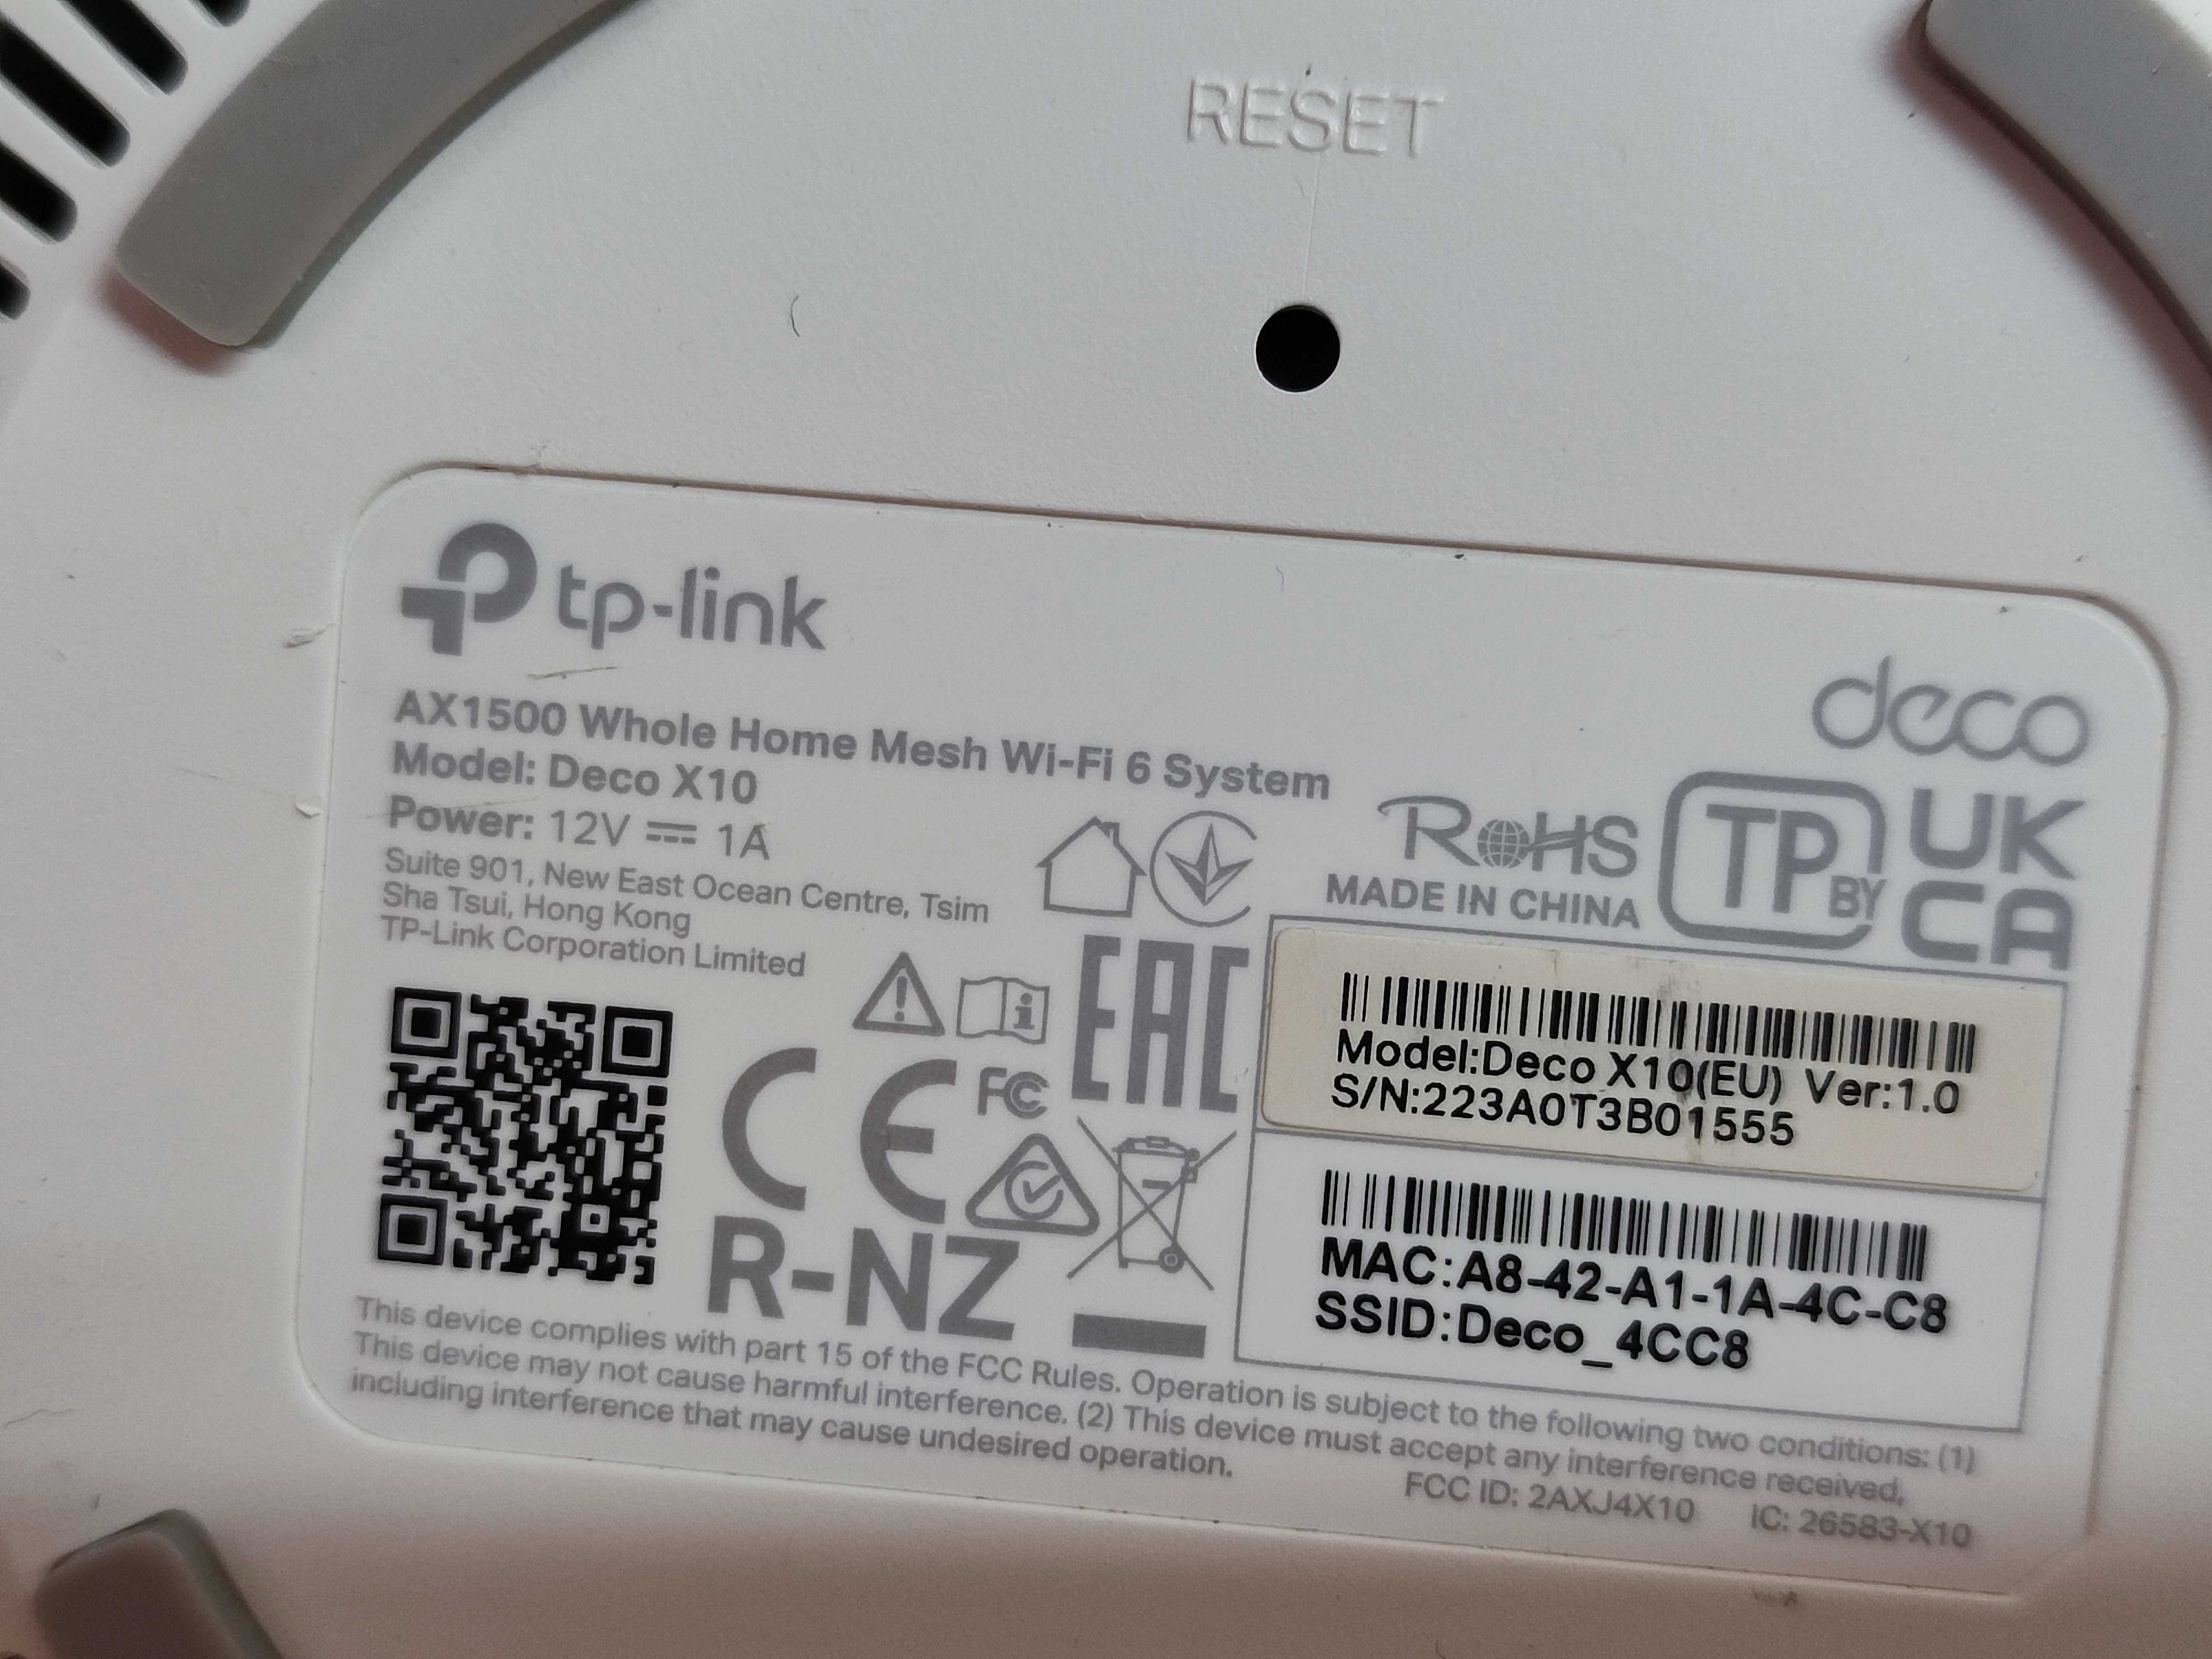 RESET
tp-link
deco
AX1500 Whole Home Mesh Wi-Fi 6 System
Model: Deco X10
Power: 12V ⎓ 1A
Suite 901, New East Ocean Centre, Tsim
Sha Tsui, Hong Kong
TP-Link Corporation Limited
RoHS
MADE IN CHINA
TP BY
UK
CA
EAC
CE
FC
R-NZ
Model:Deco X10(EU) Ver:1.0
S/N:223A0T3B01555
MAC:A8-42-A1-1A-4C-C8
SSID:Deco_4CC8
This device complies with part 15 of the FCC Rules. Operation is subject to the following two conditions: (1)
This device may not cause harmful interference. (2) This device must accept any interference received,
including interference that may cause undesired operation.
FCC ID: 2AXJ4X10 IC: 26583-X10